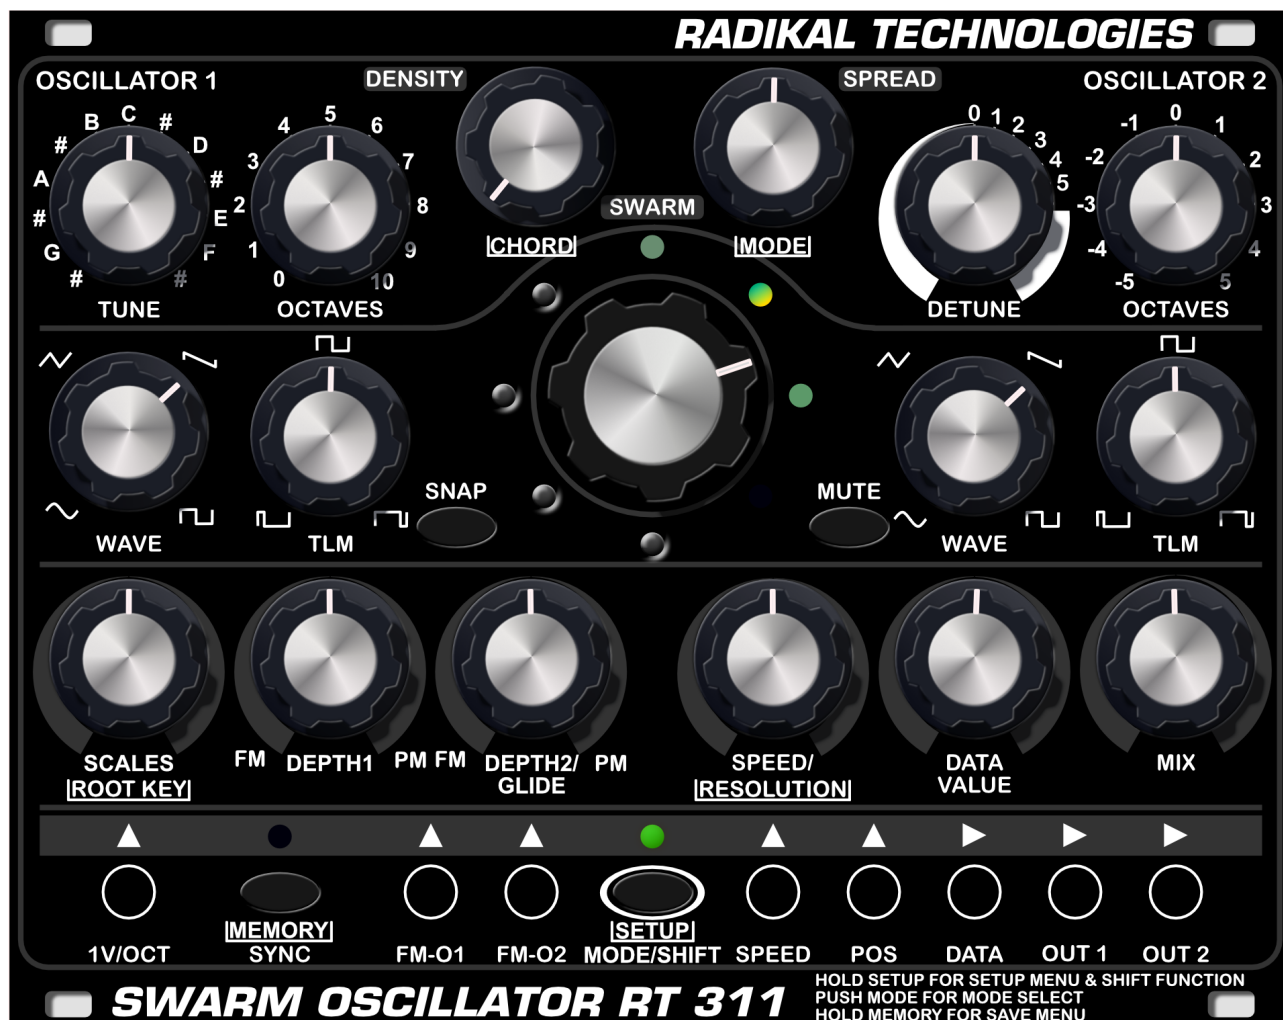 RADIKAL TECHNOLOGIES
OSCILLATOR 1
DENSITY
SPREAD
OSCILLATOR 2
# A # B C # D # E F #
G #
TUNE
0 1 2 3 4 5 6 7 8 9 10
OCTAVES
CHORD
SWARM
MODE
0 1 2 3 4 5
DETUNE
-5 -4 -3 -2 -1 0 1 2 3 4 5
OCTAVES
WAVE
TLM
SNAP
MUTE
WAVE
TLM
SCALES
ROOT KEY
FM DEPTH1 PM
FM DEPTH2/ PM
GLIDE
SPEED/
RESOLUTION
DATA
VALUE
MIX
1V/OCT
MEMORY
SYNC
FM-O1
FM-O2
SETUP
MODE/SHIFT
SPEED
POS
DATA
OUT 1
OUT 2
SWARM OSCILLATOR RT 311
HOLD SETUP FOR SETUP MENU & SHIFT FUNCTION
PUSH MODE FOR MODE SELECT
HOLD MEMORY FOR SAVE MENU